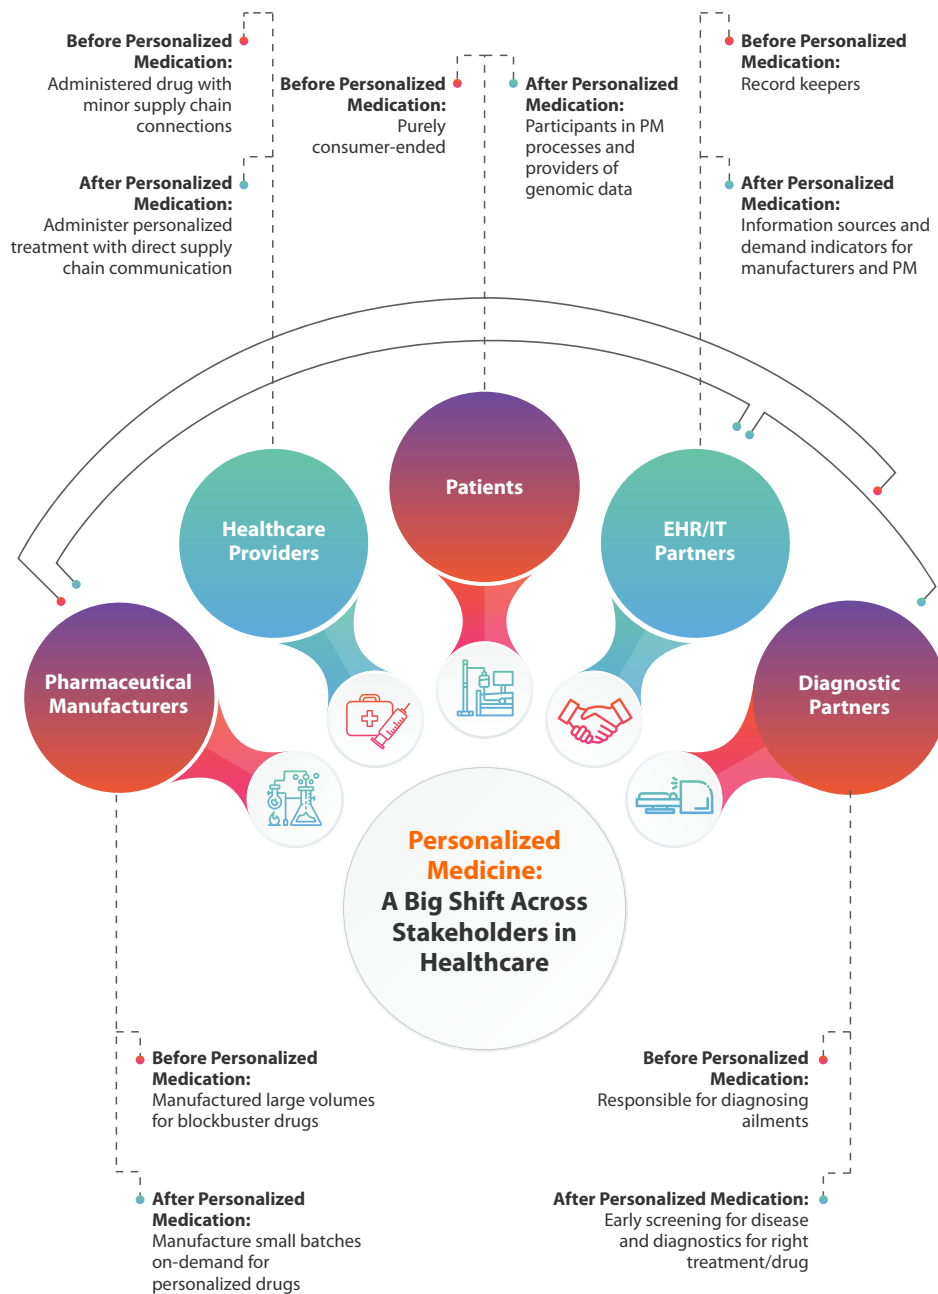 Before Personalized
Medication:
Administered drug with
minor supply chain
connections
After Personalized
Medication:
Administer personalized
treatment with direct supply
chain communication
Before Personalized
Medication:
Purely
consumer-ended
After Personalized
Medication:
Participants in PM
processes and
providers of
genomic data
Before Personalized
Medication:
Record keepers
After Personalized
Medication:
Information sources and
demand indicators for
manufacturers and PM
Pharmaceutical
Manufacturers
Healthcare
Providers
Patients
EHR/IT
Partners
Diagnostic
Partners
Personalized
Medicine:
A Big Shift Across
Stakeholders in
Healthcare
Before Personalized
Medication:
Manufactured large volumes
for blockbuster drugs
After Personalized
Medication:
Manufacture small batches
on-demand for
personalized drugs
Before Personalized
Medication:
Responsible for diagnosing
ailments
After Personalized Medication:
Early screening for disease
and diagnostics for right
treatment/drug